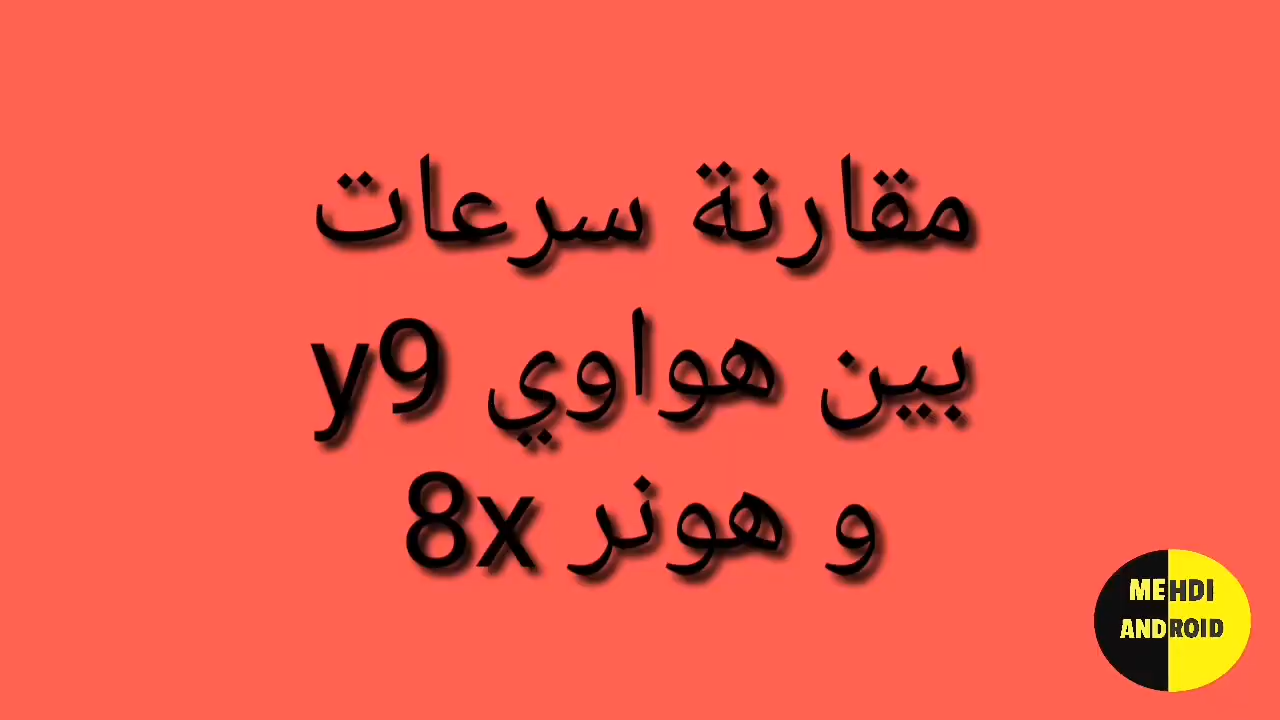 مقارنة سرعات
بين هواوي y9
و هونر 8x
MEHDI
ANDROID